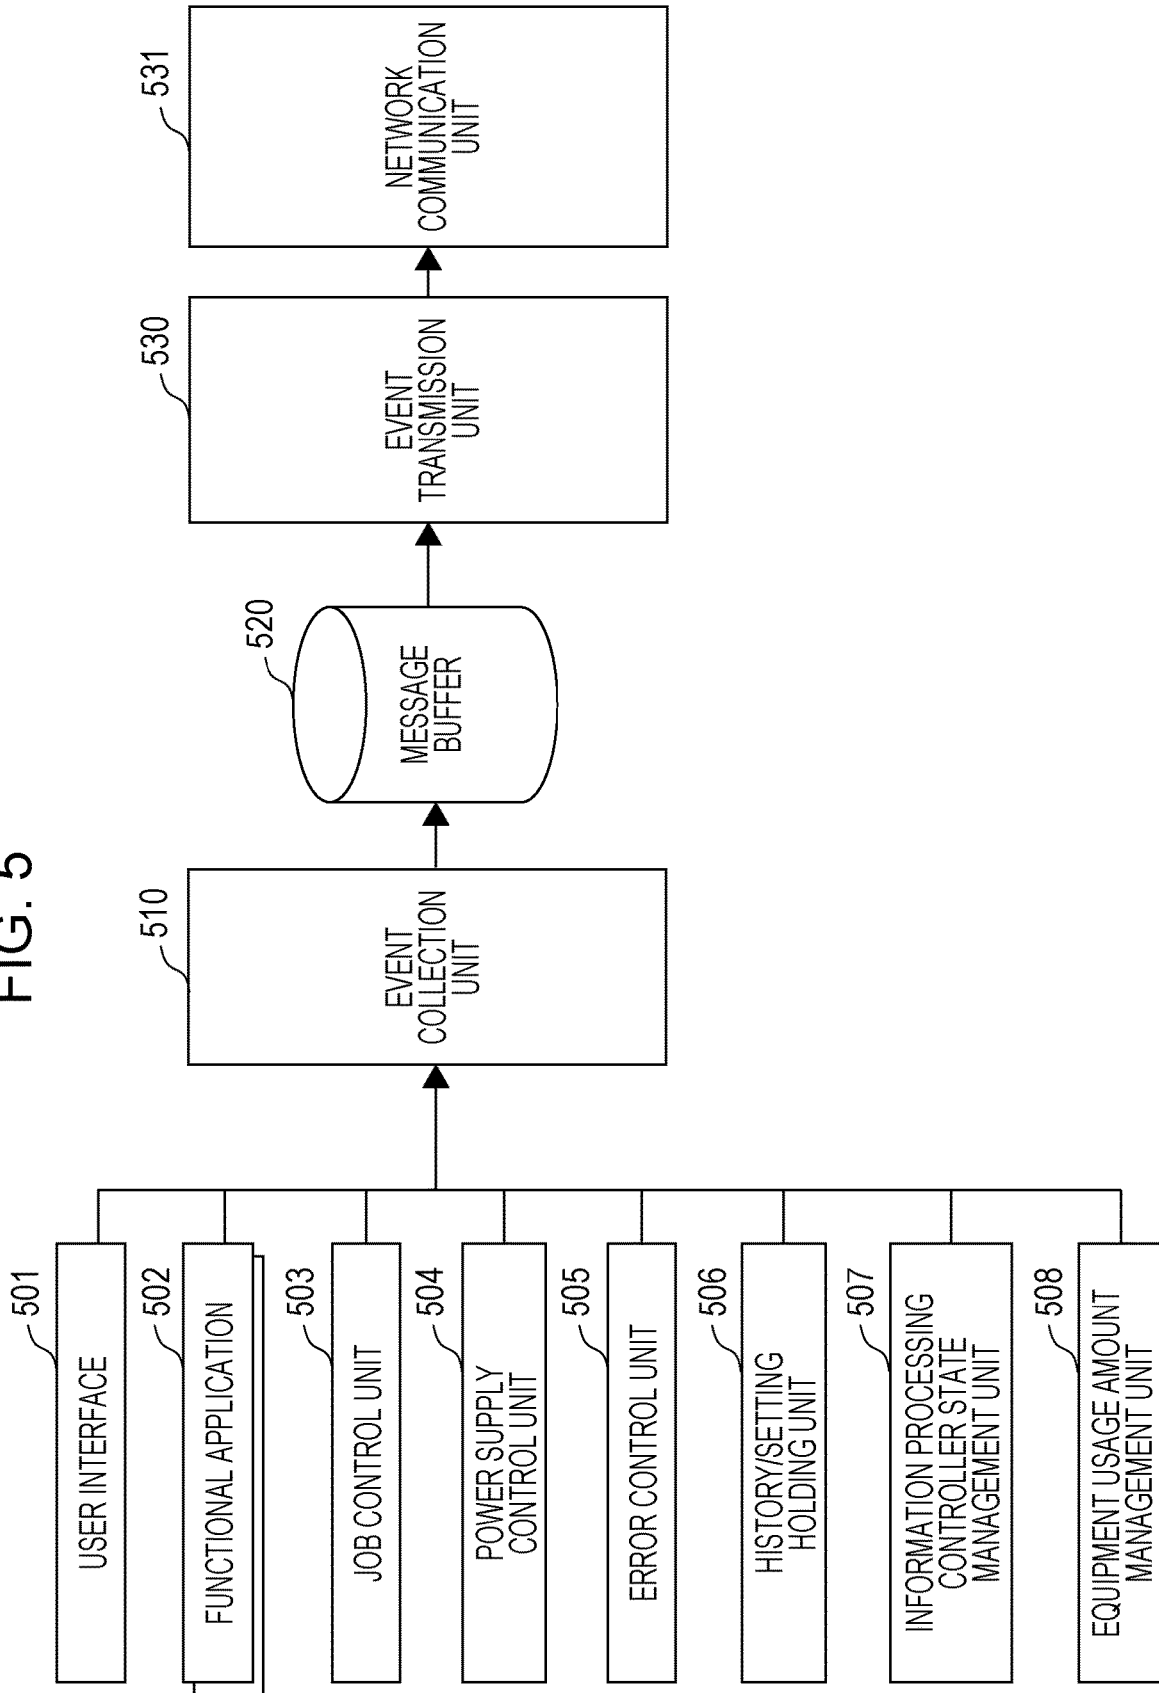 FIG. 5
501
USER INTERFACE
502
FUNCTIONAL APPLICATION
503
JOB CONTROL UNIT
504
POWER SUPPLY
CONTROL UNIT
505
ERROR CONTROL UNIT
506
HISTORY/SETTING
HOLDING UNIT
507
INFORMATION PROCESSING
CONTROLLER STATE
MANAGEMENT UNIT
508
EQUIPMENT USAGE AMOUNT
MANAGEMENT UNIT
510
EVENT
COLLECTION
UNIT
520
MESSAGE
BUFFER
530
EVENT
TRANSMISSION
UNIT
531
NETWORK
COMMUNICATION
UNIT